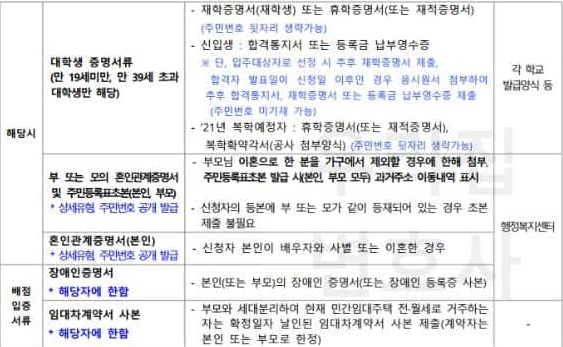 해당시
대학생 증명서류
(만 19세미만, 만 39세 초과
대학생만 해당)
- 재학증명서(재학생) 또는 휴학증명서(또는 재적증명서)
(주민번호 뒷자리 생략가능)
- 신입생 : 합격통지서 또는 등록금 납부영수증
※ 단, 입주대상자로 선정 시 추후 재학증명서 제출,
합격자 발표일이 신청일 이후인 경우 응시원서 첨부하여
추후 합격통지서, 재학증명서 또는 등록금 납부영수증 제출
(주민번호 미기재 가능)
- '21년 복학예정자 : 휴학증명서(또는 재적증명서),
복학확약각서(공사 첨부양식) (주민번호 뒷자리 생략가능)
각 학교
발급양식 등
부 또는 모의 혼인관계증명서
및 주민등록표초본(본인, 부모)
* 상세유형, 주민번호 공개 발급
- 부모님 이혼으로 한 분을 가구에서 제외할 경우에 한해 첨부,
주민등록표초본 발급 시(본인, 부모 모두) 과거주소 이동내역 표시
- 신청자의 등본에 부 또는 모가 같이 등재되어 있는 경우 초본
제출 불필요
행정복지센터
혼인관계증명서(본인)
* 상세유형, 주민번호 공개 발급
- 신청자 본인이 배우자와 사별 또는 이혼한 경우
배점
입증
서류
장애인증명서
* 해당자에 한함
- 본인(또는 부모)의 장애인 증명서(또는 장애인 등록증 사본)
임대차계약서 사본
* 해당자에 한함
- 부모와 세대분리하여 현재 민간임대주택 전·월세로 거주하는
자는 확정일자 날인된 임대차계약서 사본 제출(계약자는
본인 또는 부모로 한정)
-